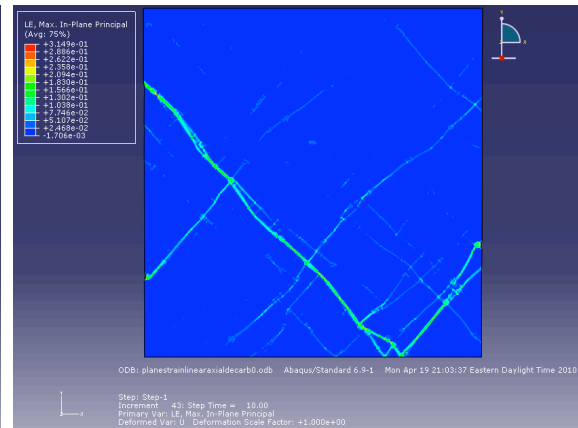 LE, Max. In-Plane Principal
(Avg: 75%)
+3.149e-01
+2.886e-01
+2.622e-01
+2.358e-01
+2.094e-01
+1.830e-01
+1.566e-01
+1.302e-01
+1.038e-01
+7.746e-02
+5.107e-02
+2.468e-02
-1.706e-03
Y
X
ODB: planestrainlinearaxialdecarb0.odb Abaqus/Standard 6.9-1 Mon Apr 19 21:03:37 Eastern Daylight Time 2010
Y
X
Step: Step-1
Increment 43: Step Time = 10.00
Primary Var: LE, Max. In-Plane Principal
Deformed Var: U Deformation Scale Factor: +1.000e+00